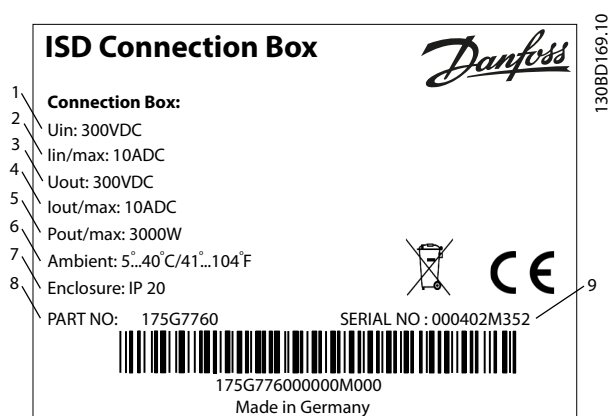 ISD Connection Box
Danfoss
130BD169.10
Connection Box:
1 Uin: 300VDC
2 Iin/max: 10ADC
3 Uout: 300VDC
4 Iout/max: 10ADC
5 Pout/max: 3000W
6 Ambient: 5°...40°C/41°...104°F
7 Enclosure: IP 20
8 PART NO: 175G7760 SERIAL NO : 000402M352 9
CE
175G776000000M000
Made in Germany